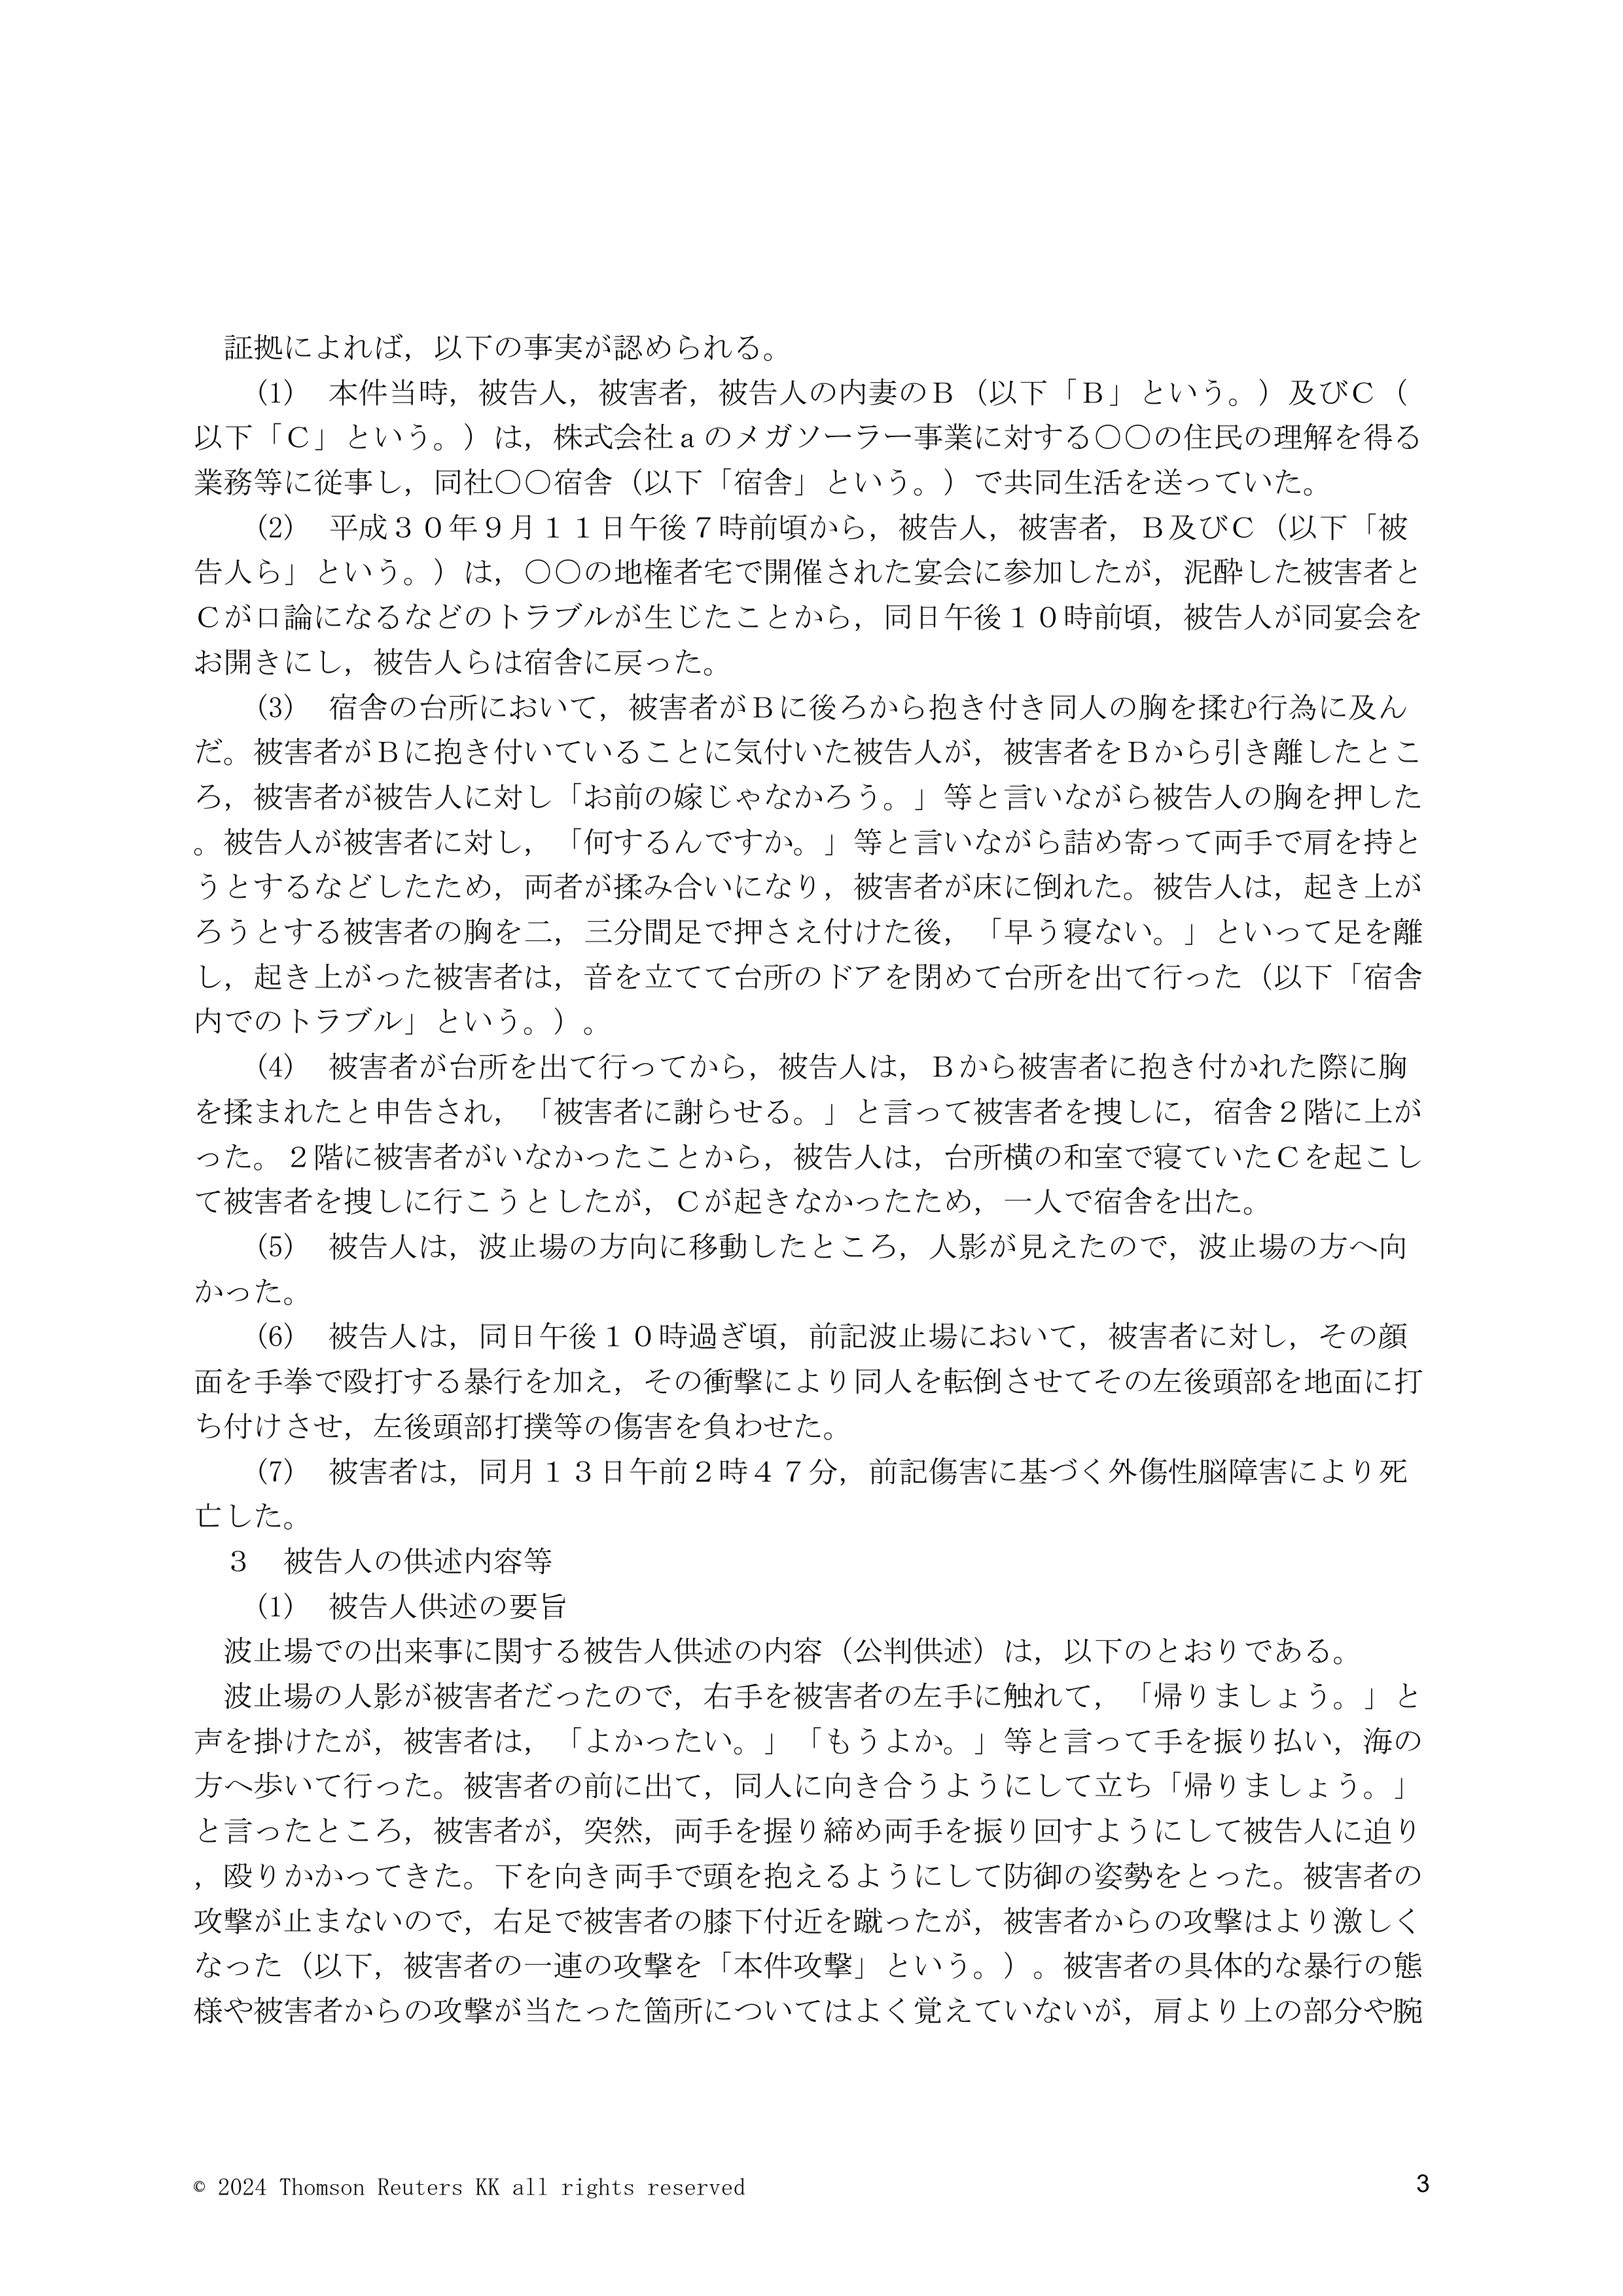 証拠によれば，以下の事実が認められる。
(1)　本件当時，被告人，被害者，被告人の内妻のＢ（以下「Ｂ」という。）及びＣ（
以下「Ｃ」という。）は，株式会社ａのメガソーラー事業に対する〇〇の住民の理解を得る
業務等に従事し，同社〇〇宿舎（以下「宿舎」という。）で共同生活を送っていた。
(2)　平成３０年９月１１日午後７時前頃から，被告人，被害者，Ｂ及びＣ（以下「被
告人ら」という。）は，〇〇の地権者宅で開催された宴会に参加したが，泥酔した被害者と
Ｃが口論になるなどのトラブルが生じたことから，同日午後１０時前頃，被告人が同宴会を
お開きにし，被告人らは宿舎に戻った。
(3)　宿舎の台所において，被害者がＢに後ろから抱き付き同人の胸を揉む行為に及ん
だ。被害者がＢに抱き付いていることに気付いた被告人が，被害者をＢから引き離したとこ
ろ，被害者が被告人に対し「お前の嫁じゃなかろう。」等と言いながら被告人の胸を押した
。被告人が被害者に対し，「何するんですか。」等と言いながら詰め寄って両手で肩を持と
うとするなどしたため，両者が揉み合いになり，被害者が床に倒れた。被告人は，起き上が
ろうとする被害者の胸を二，三分間足で押さえ付けた後，「早う寝ない。」といって足を離
し，起き上がった被害者は，音を立てて台所のドアを閉めて台所を出て行った（以下「宿舎
内でのトラブル」という。）。
(4)　被害者が台所を出て行ってから，被告人は，Ｂから被害者に抱き付かれた際に胸
を揉まれたと申告され，「被害者に謝らせる。」と言って被害者を捜しに，宿舎２階に上が
った。２階に被害者がいなかったことから，被告人は，台所横の和室で寝ていたＣを起こし
て被害者を捜しに行こうとしたが，Ｃが起きなかったため，一人で宿舎を出た。
(5)　被告人は，波止場の方向に移動したところ，人影が見えたので，波止場の方へ向
かった。
(6)　被告人は，同日午後１０時過ぎ頃，前記波止場において，被害者に対し，その顔
面を手拳で殴打する暴行を加え，その衝撃により同人を転倒させてその左後頭部を地面に打
ち付けさせ，左後頭部打撲等の傷害を負わせた。
(7)　被害者は，同月１３日午前２時４７分，前記傷害に基づく外傷性脳障害により死
亡した。
３　被告人の供述内容等
(1)　被告人供述の要旨
波止場での出来事に関する被告人供述の内容（公判供述）は，以下のとおりである。
波止場の人影が被害者だったので，右手を被害者の左手に触れて，「帰りましょう。」と
声を掛けたが，被害者は，「よかったい。」「もうよか。」等と言って手を振り払い，海の
方へ歩いて行った。被害者の前に出て，同人に向き合うようにして立ち「帰りましょう。」
と言ったところ，被害者が，突然，両手を握り締め両手を振り回すようにして被告人に迫り
，殴りかかってきた。下を向き両手で頭を抱えるようにして防御の姿勢をとった。被害者の
攻撃が止まないので，右足で被害者の膝下付近を蹴ったが，被害者からの攻撃はより激しく
なった（以下，被害者の一連の攻撃を「本件攻撃」という。）。被害者の具体的な暴行の態
様や被害者からの攻撃が当たった箇所についてはよく覚えていないが，肩より上の部分や腕
© 2024 Thomson Reuters KK all rights reserved
3